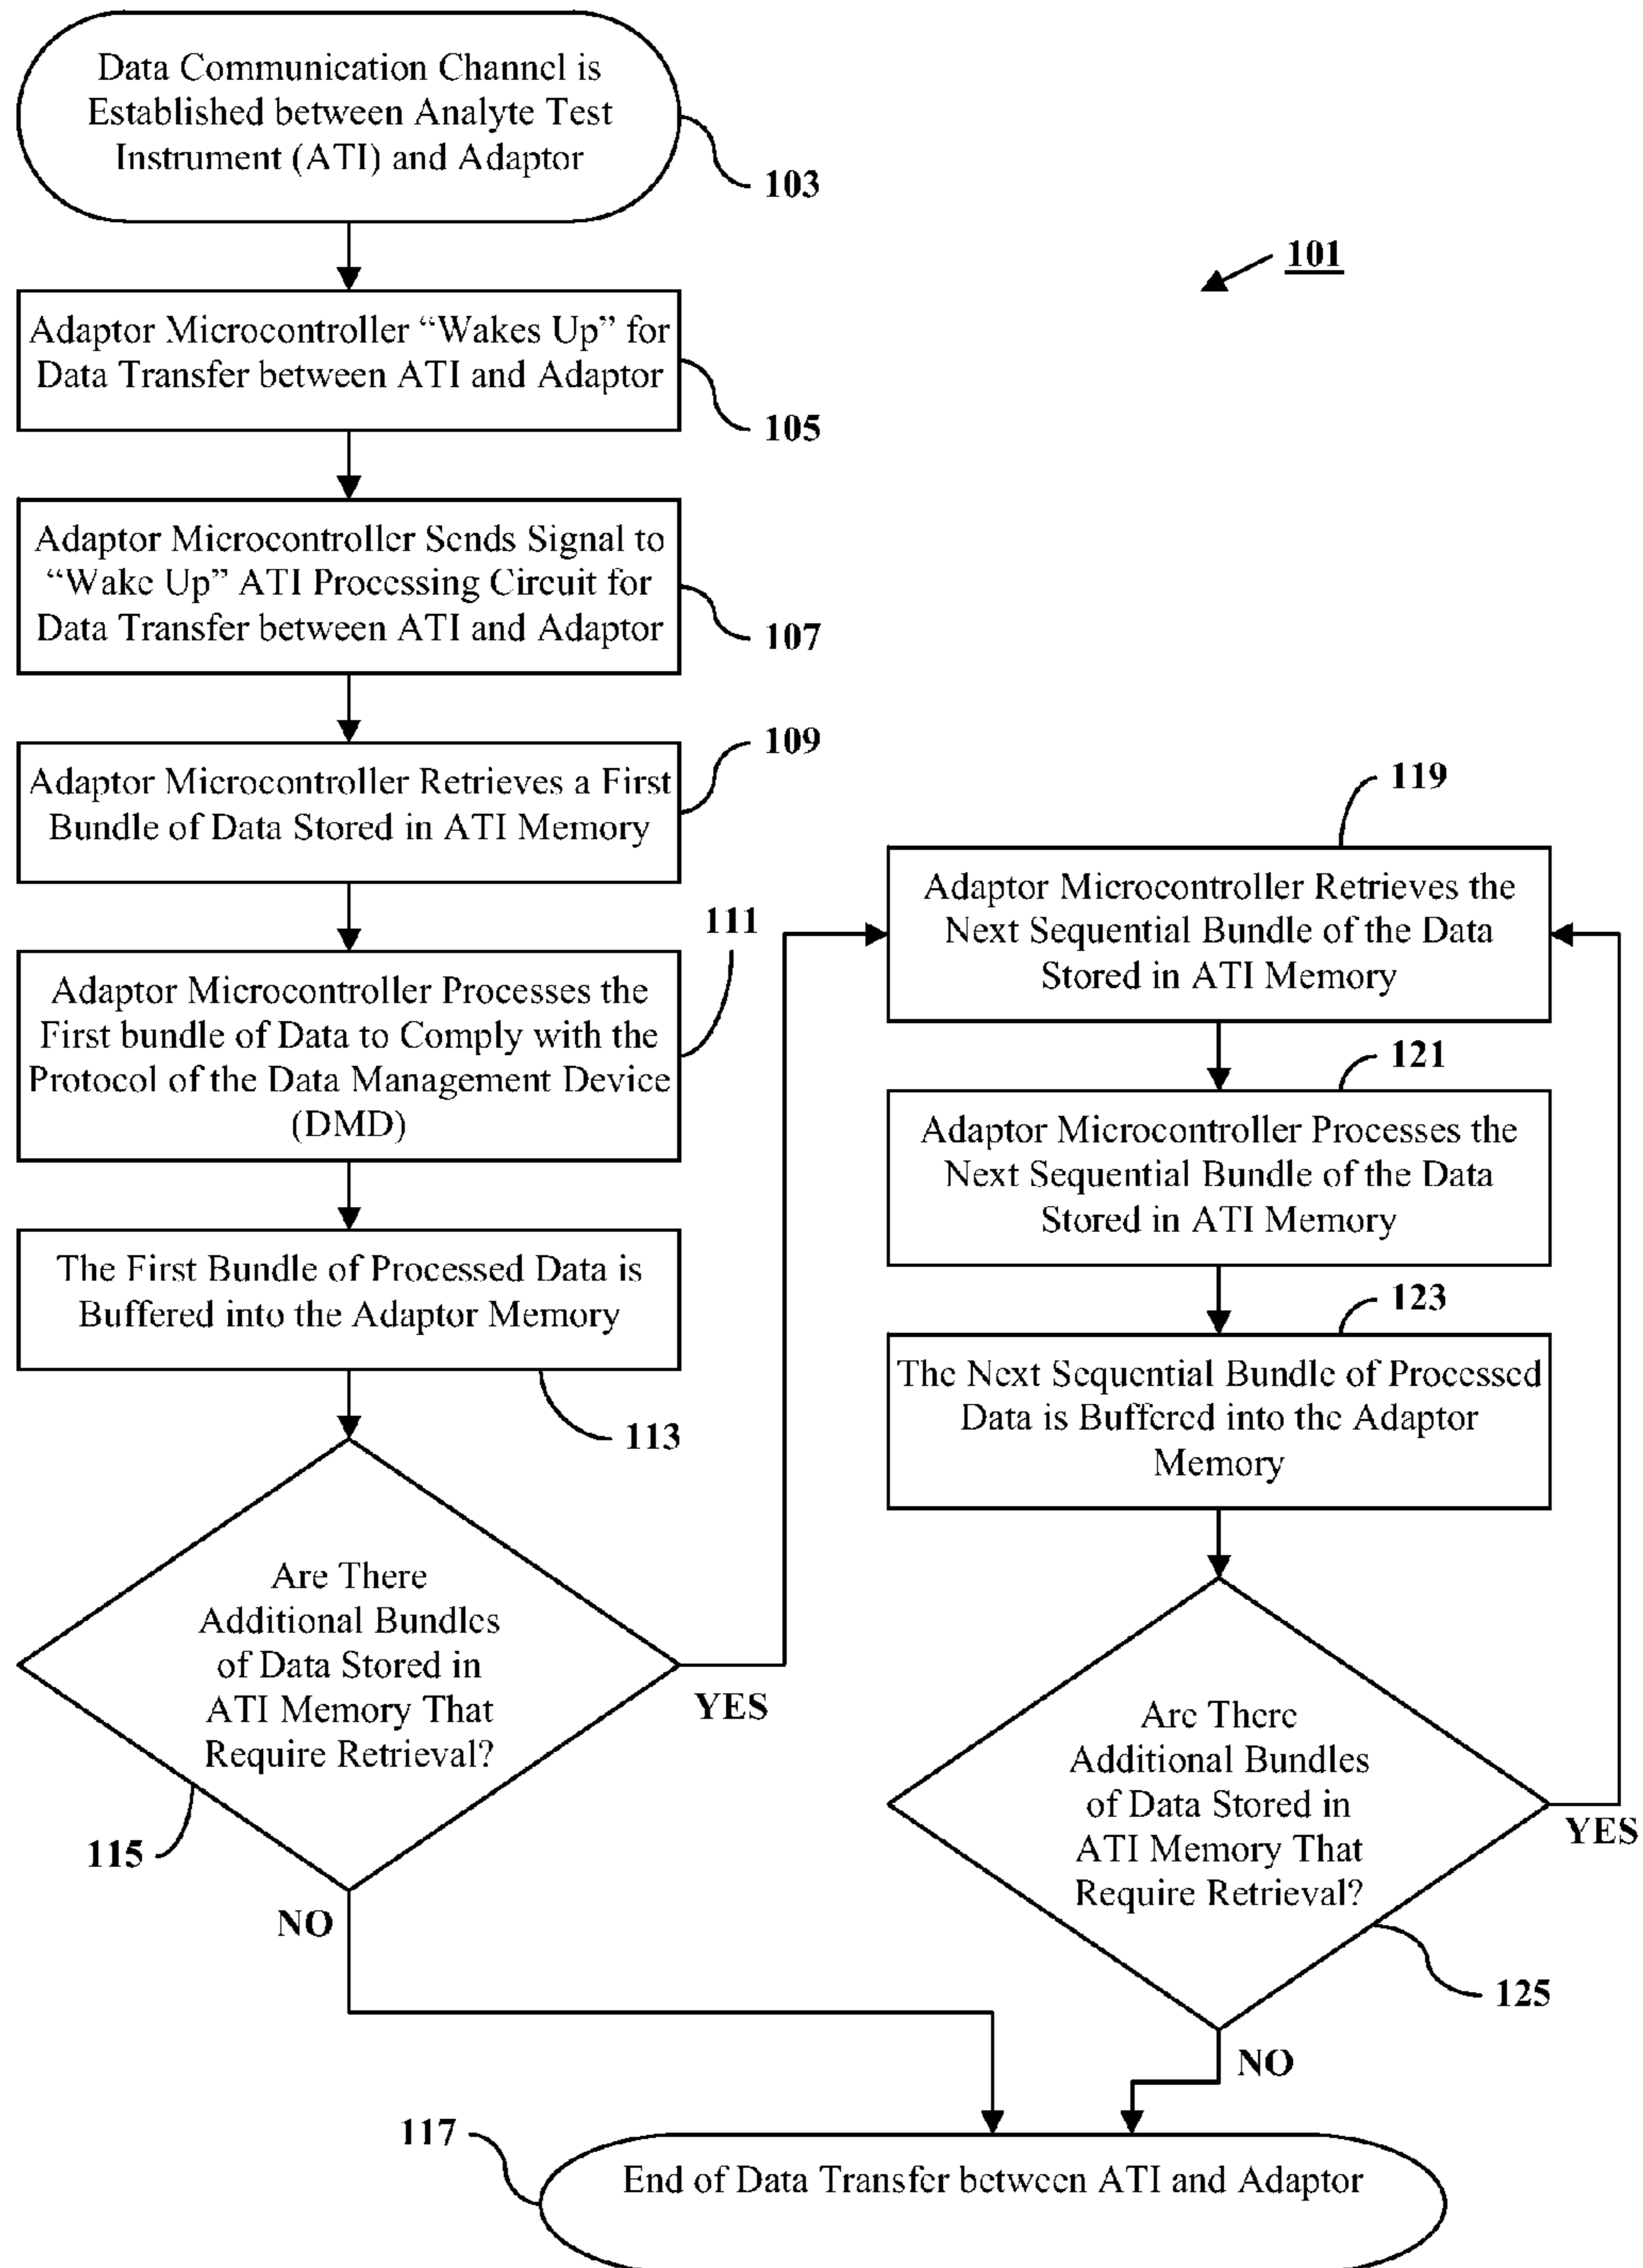 Data Communication Channel is
Established between Analyte Test
Instrument (ATI) and Adaptor
103
101
Adaptor Microcontroller “Wakes Up” for
Data Transfer between ATI and Adaptor
105
Adaptor Microcontroller Sends Signal to
“Wake Up” ATI Processing Circuit for
Data Transfer between ATI and Adaptor
107
109
Adaptor Microcontroller Retrieves a First
Bundle of Data Stored in ATI Memory
111
Adaptor Microcontroller Processes the
First bundle of Data to Comply with the
Protocol of the Data Management Device
(DMD)
The First Bundle of Processed Data is
Buffered into the Adaptor Memory
113
Are There
Additional Bundles
of Data Stored in
ATI Memory That
Require Retrieval?
YES
115
NO
119
Adaptor Microcontroller Retrieves the
Next Sequential Bundle of the Data
Stored in ATI Memory
121
Adaptor Microcontroller Processes the
Next Sequential Bundle of the Data
Stored in ATI Memory
123
The Next Sequential Bundle of Processed
Data is Buffered into the Adaptor
Memory
Are There
Additional Bundles
of Data Stored in
ATI Memory That
Require Retrieval?
YES
125
NO
117
End of Data Transfer between ATI and Adaptor